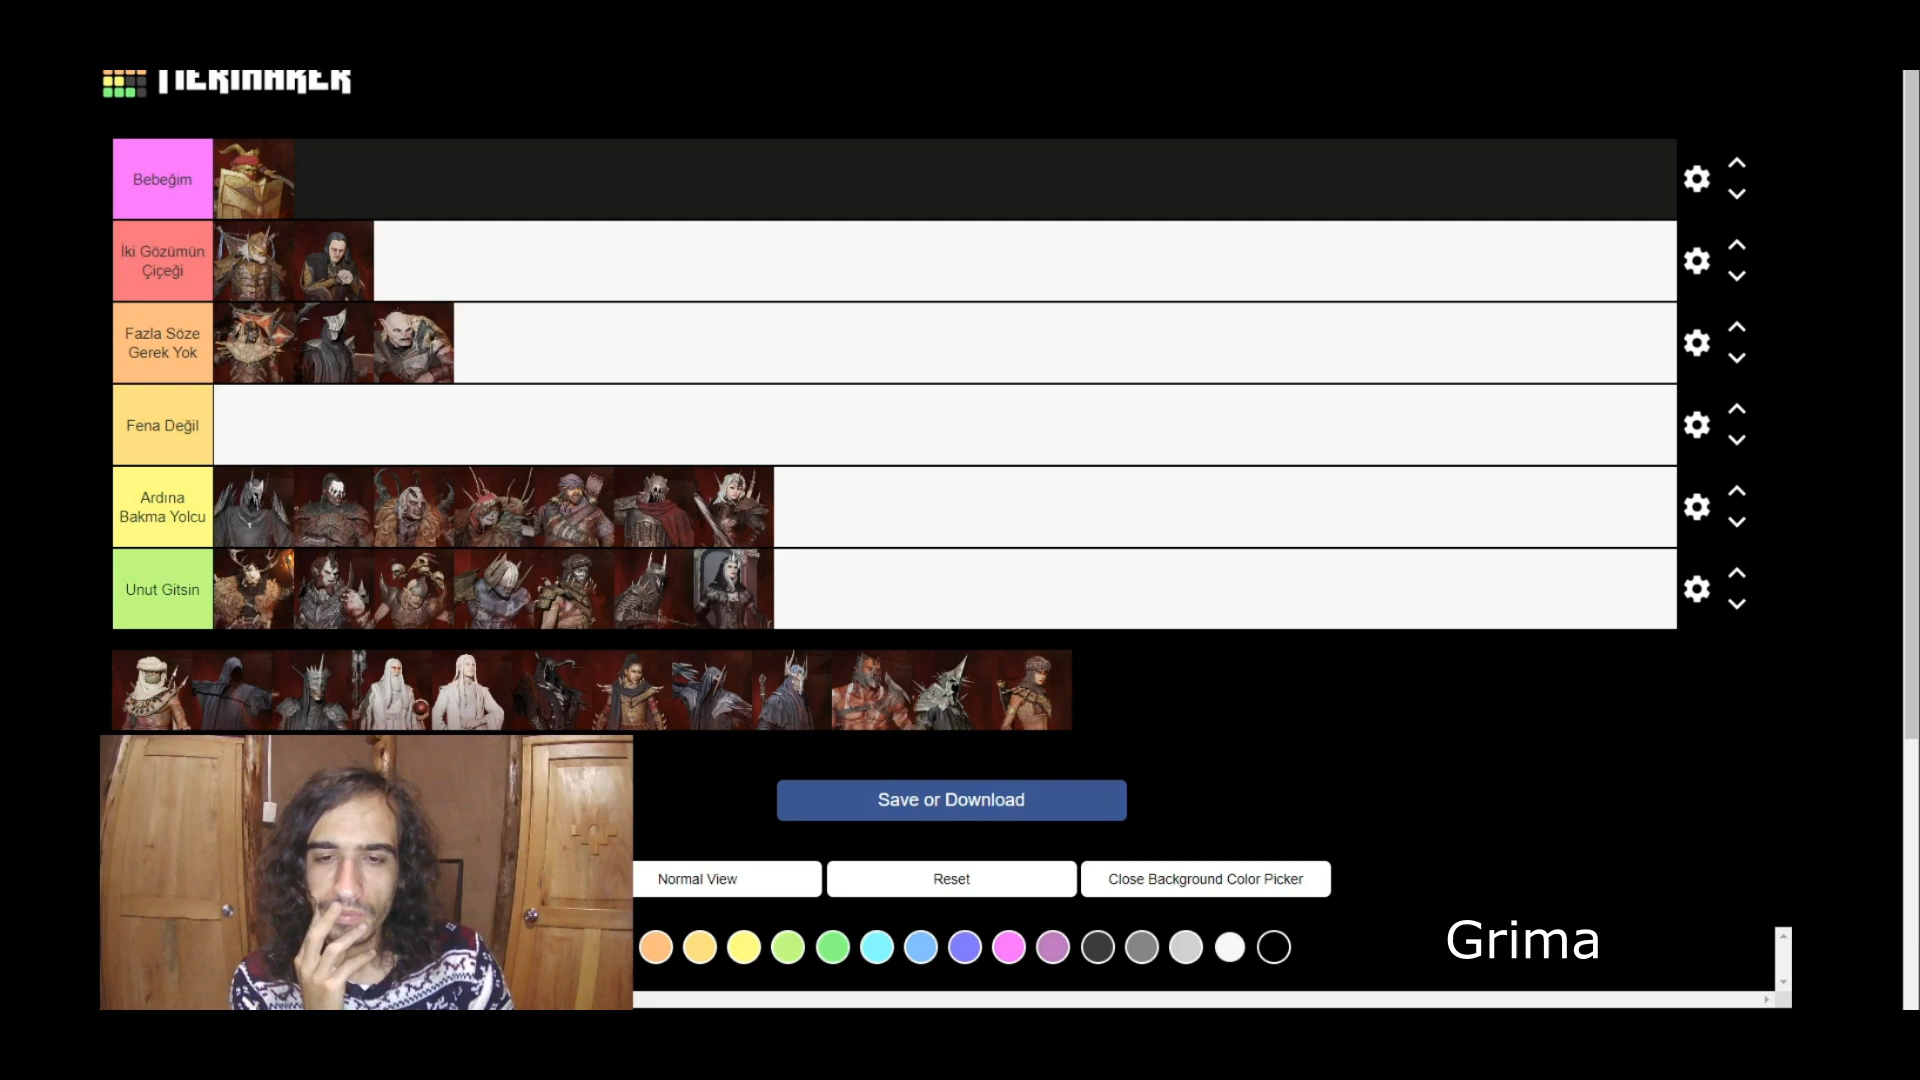 TIERMAKER
Bebeğim
İki Gözümün
Çiçeği
Fazla Söze
Gerek Yok
Fena Değil
Ardına
Bakma Yolcu
Unut Gitsin
Save or Download
Normal View
Reset
Close Background Color Picker
Grima